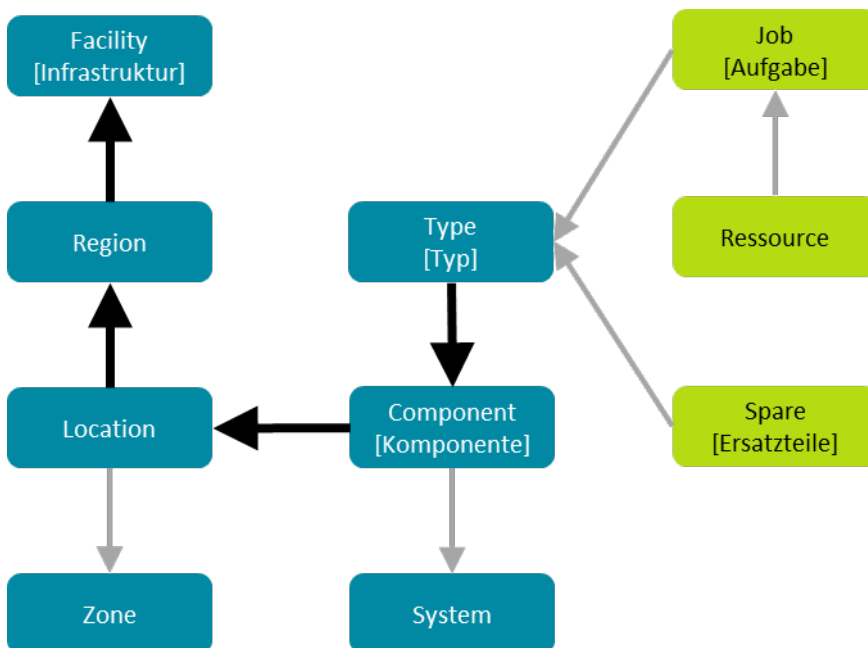 Facility
[Infrastruktur]
Job
[Aufgabe]
Region
Type
[Typ]
Ressource
Location
Component
[Komponente]
Spare
[Ersatzteile]
Zone
System